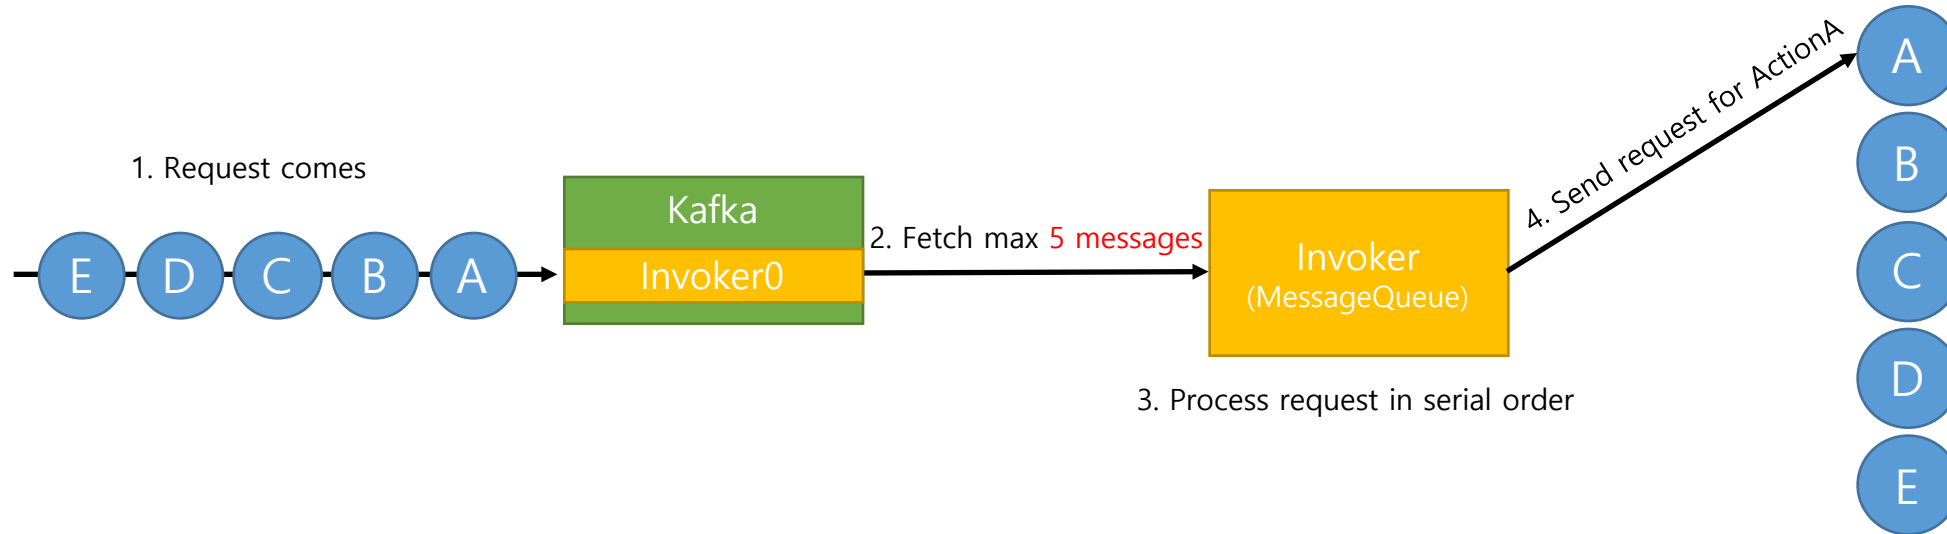 1. Request comes
E D C B A
Kafka
Invoker0
2. Fetch max 5 messages
Invoker
(MessageQueue)
3. Process request in serial order
4. Send request for ActionA
A
B
C
D
E